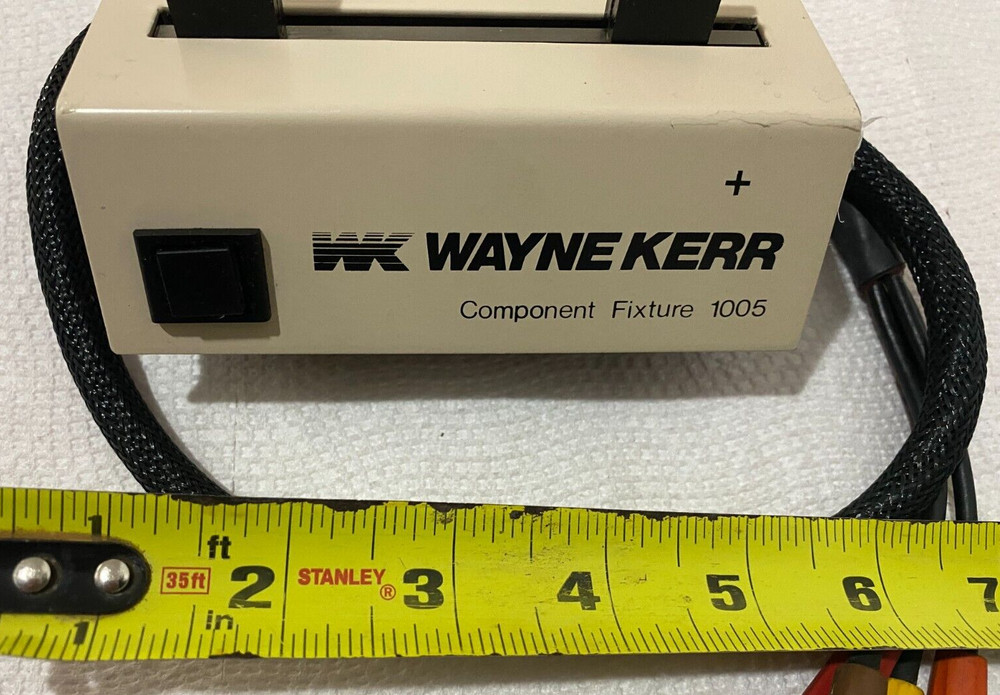 +
WK WAYNE KERR
Component Fixture 1005
1 ft
35ft 2 STANLEY® 3 4 5 6 7
1 in